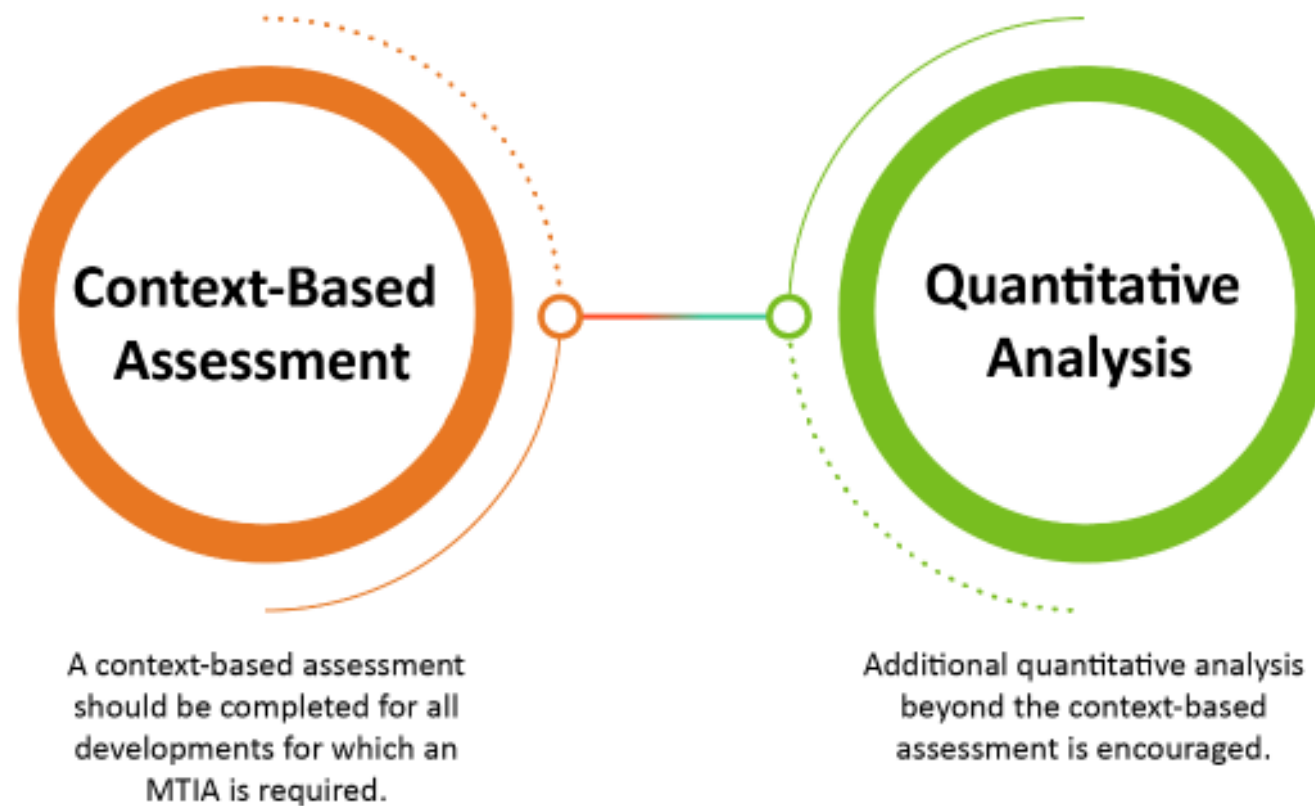 Context-Based
Assessment
A context-based assessment
should be completed for all
developments for which an
MTIA is required.
Quantitative
Analysis
Additional quantitative analysis
beyond the context-based
assessment is encouraged.